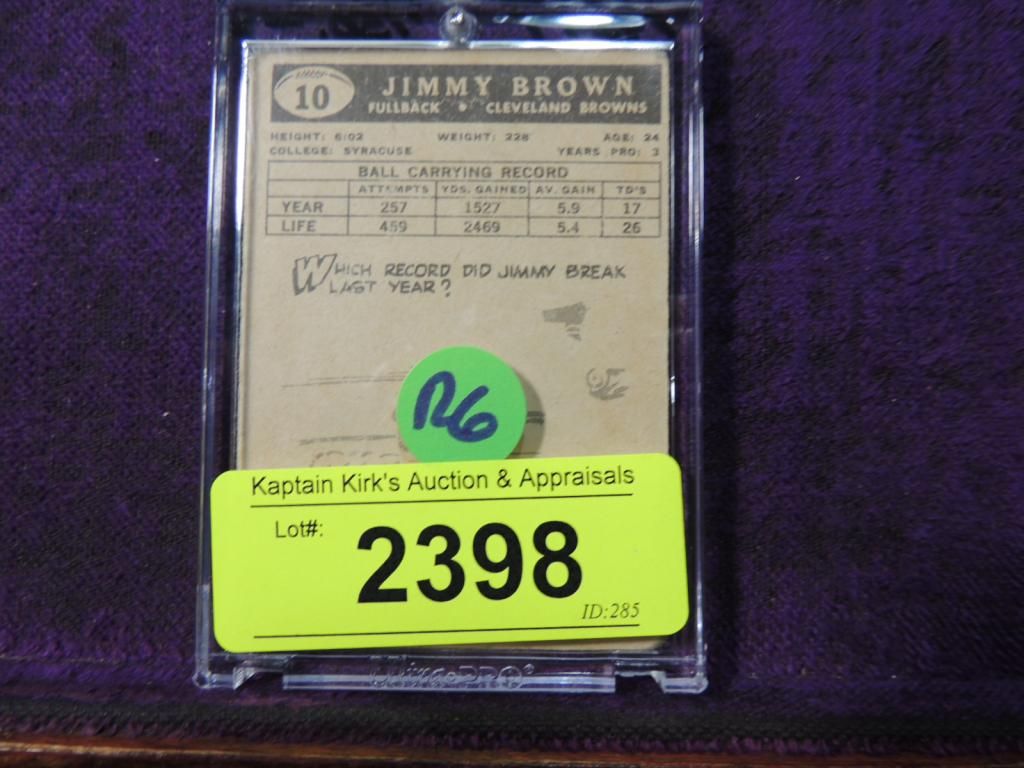 10
JIMMY BROWN
FULLBACK • CLEVELAND BROWNS
HEIGHT: 6:02 WEIGHT: 228 AGE: 24
COLLEGE: SYRACUSE YEARS PRO: 3
BALL CARRYING RECORD
ATTEMPTS YDS. GAINED AV. GAIN TD'S
YEAR 257 1527 5.9 17
LIFE 459 2469 5.4 26
WHICH RECORD DID JIMMY BREAK
LAST YEAR?
R6
Kaptain Kirk's Auction & Appraisals
Lot#:
2398
ID:285
Ultra•PRO®